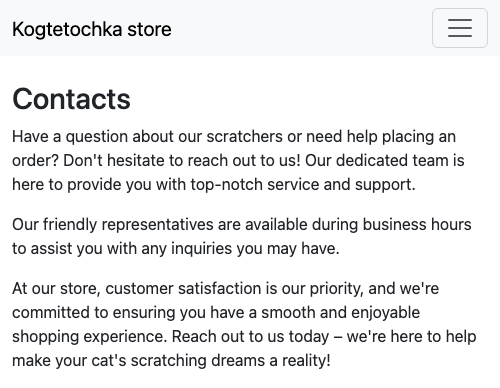 Kogtetochka store
Contacts
Have a question about our scratchers or need help placing an
order? Don't hesitate to reach out to us! Our dedicated team is
here to provide you with top-notch service and support.
Our friendly representatives are available during business hours
to assist you with any inquiries you may have.
At our store, customer satisfaction is our priority, and we're
committed to ensuring you have a smooth and enjoyable
shopping experience. Reach out to us today – we're here to help
make your cat's scratching dreams a reality!